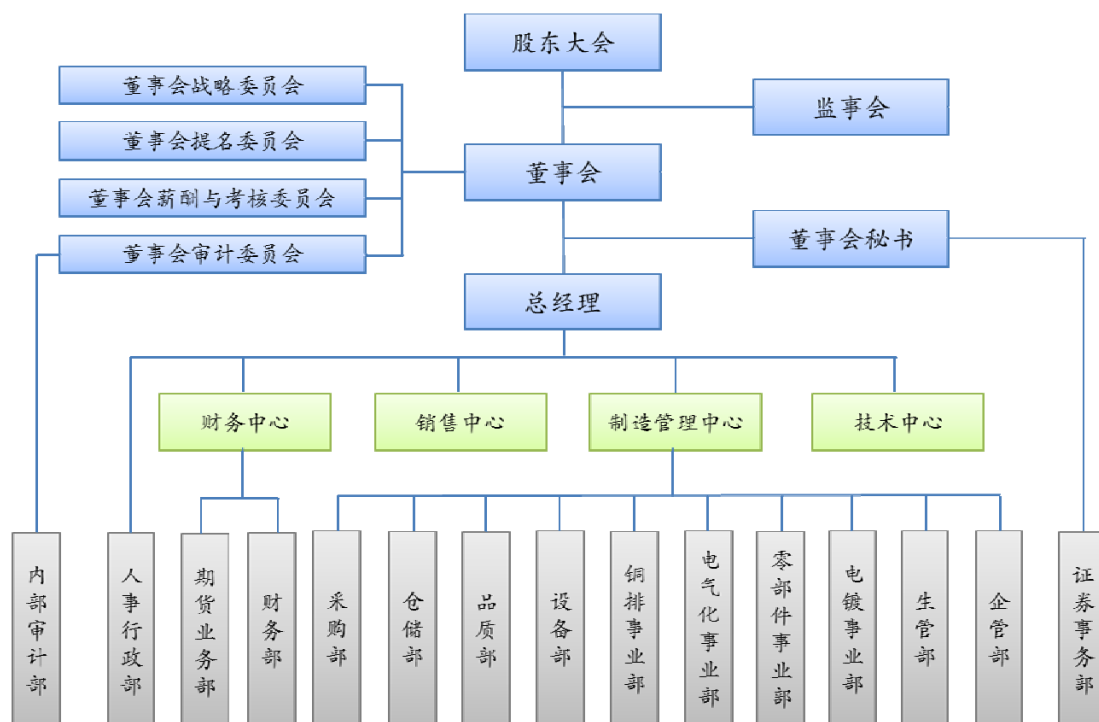 股东大会
董事会战略委员会
监事会
董事会提名委员会
董事会
董事会薪酬与考核委员会
董事会秘书
董事会审计委员会
总经理
财务中心
销售中心
制造管理中心
技术中心
内部审计部
人事行政部
期货业务部
财务部
采购部
仓储部
品质部
设备部
铜排事业部
电气化事业部
零部件事业部
电镀事业部
生管部
企管部
证券事务部